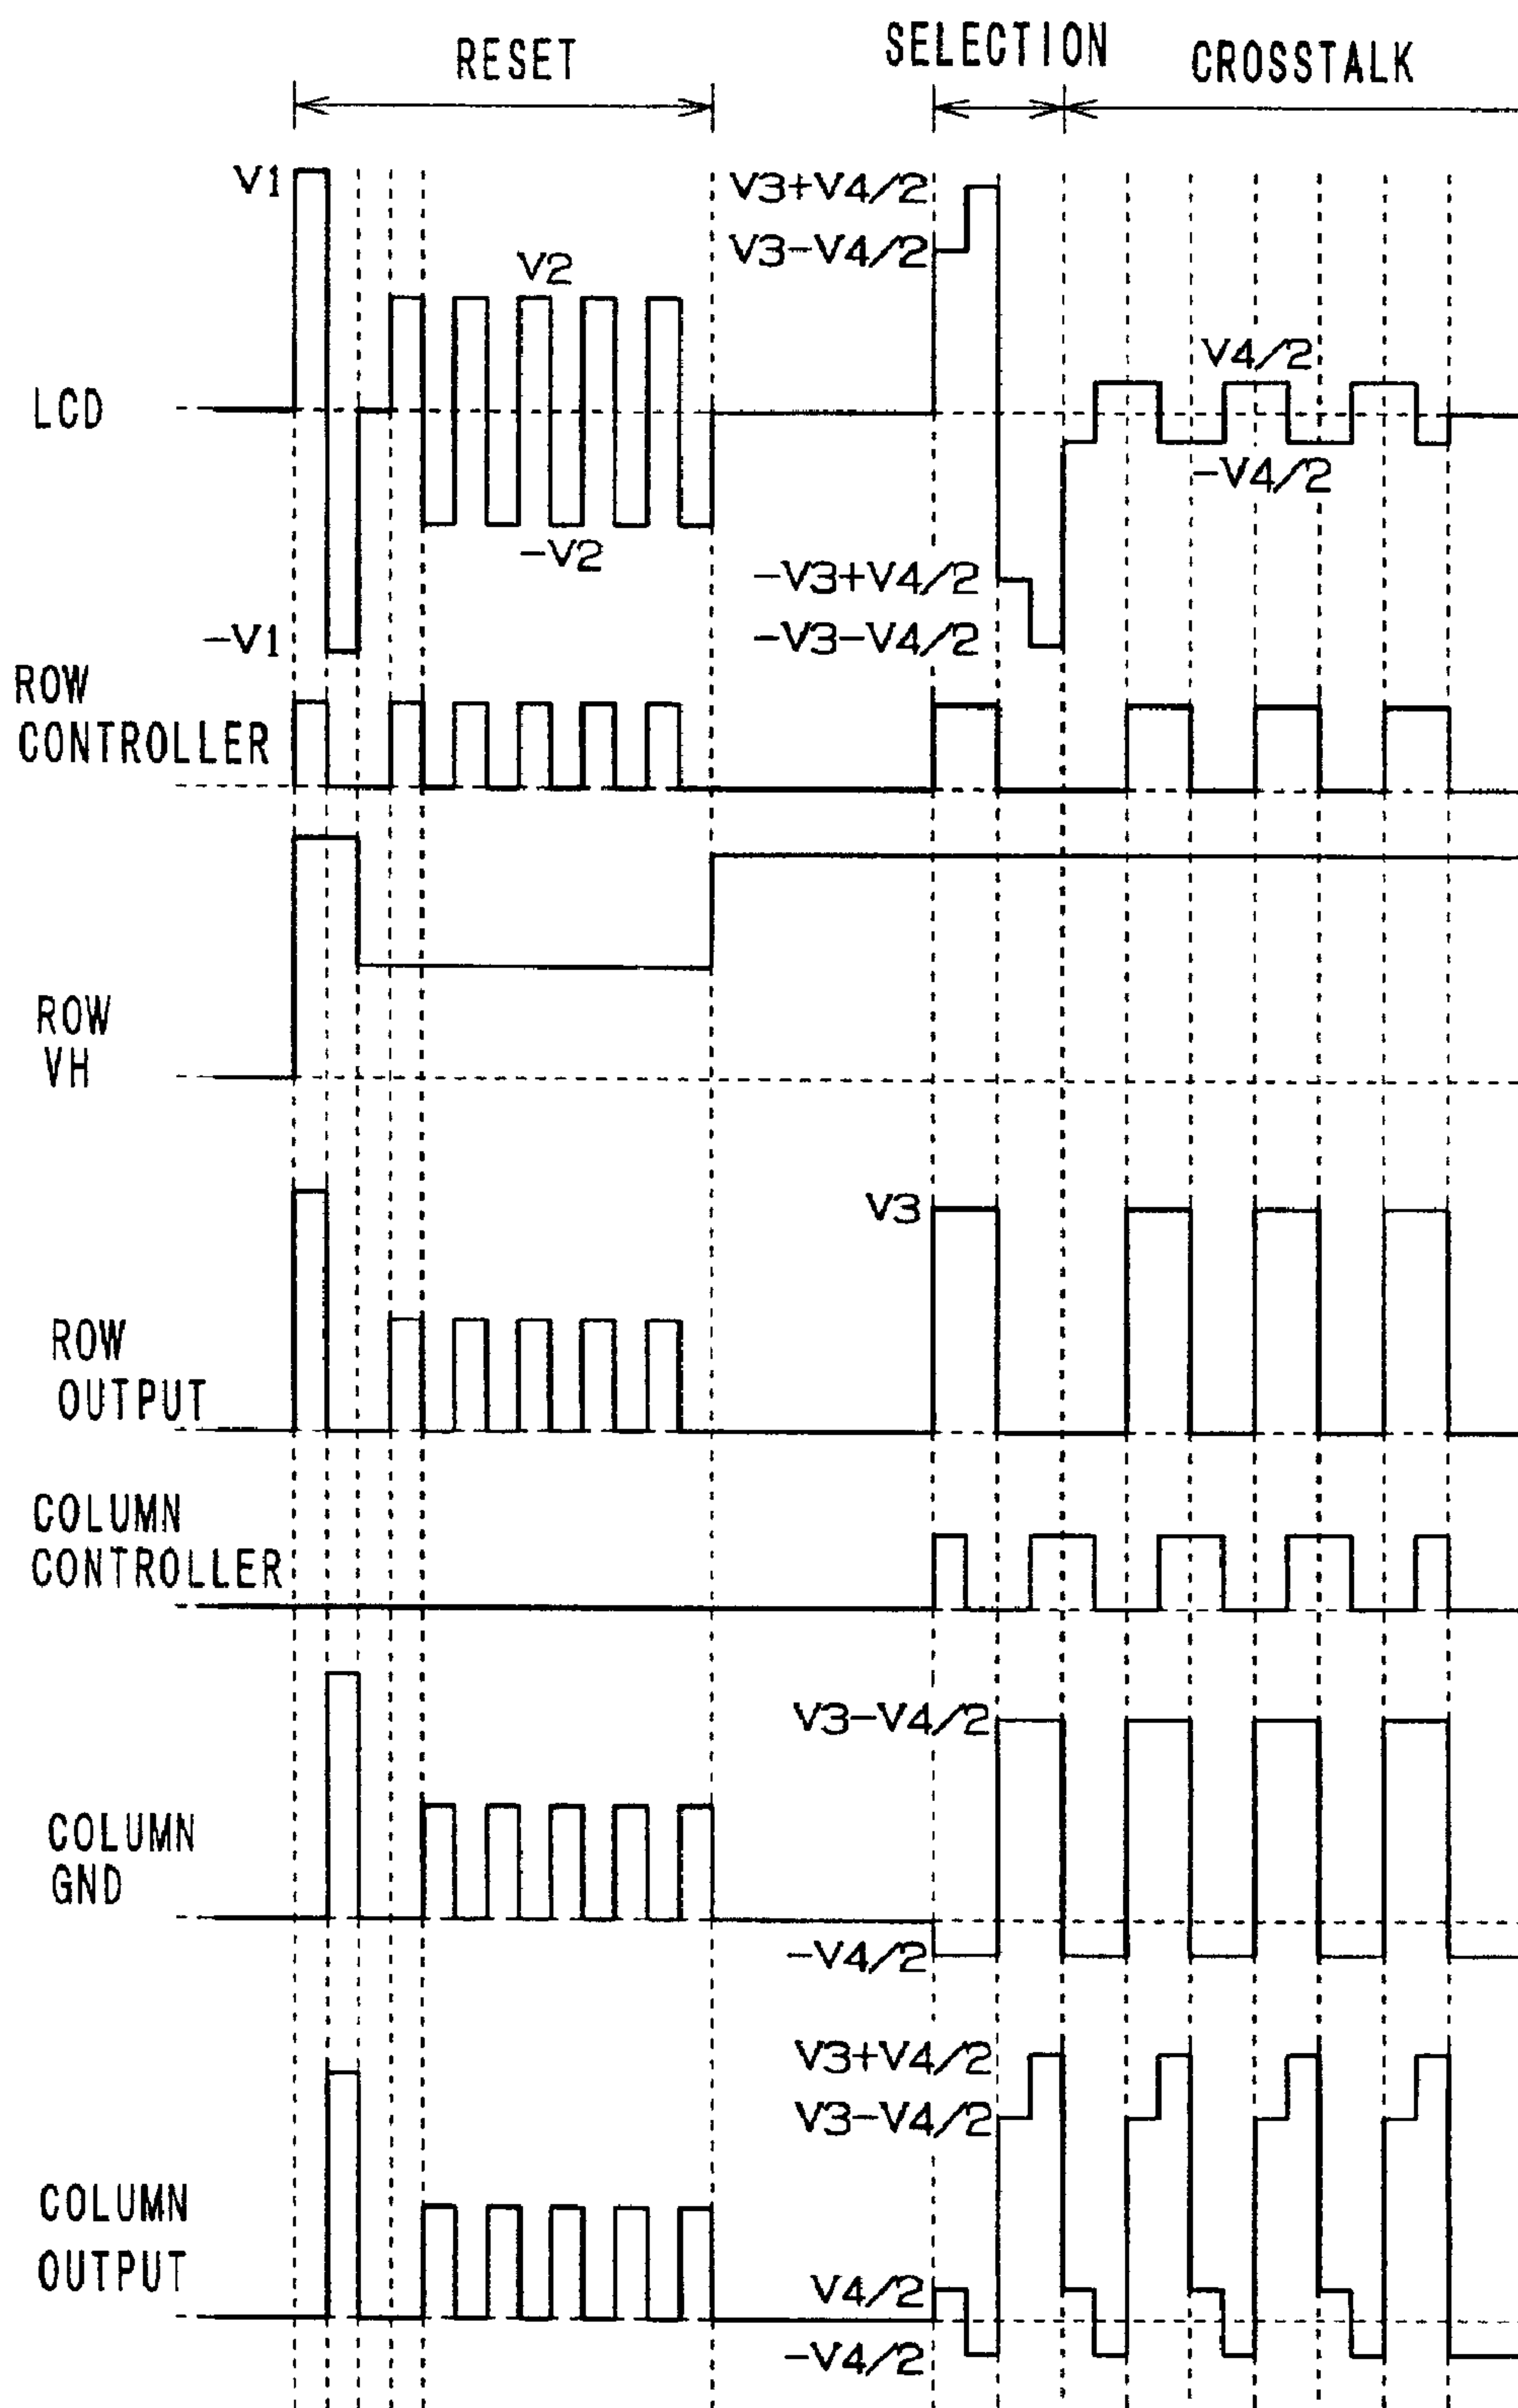 RESET
SELECTION
CROSSTALK
V1
V3+V4/2
V3-V4/2
V2
V4/2
LCD
-V4/2
-V2
-V3+V4/2
-V1
-V3-V4/2
ROW
CONTROLLER
ROW
VH
V3
ROW
OUTPUT
COLUMN
CONTROLLER
V3-V4/2
COLUMN
GND
-V4/2
V3+V4/2
V3-V4/2
COLUMN
OUTPUT
V4/2
-V4/2